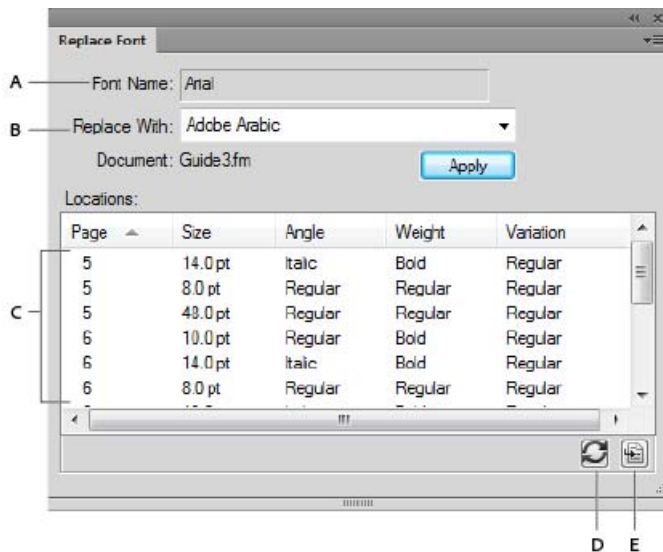 Replace Font
A Font Name: Arial
B Replace With: Adobe Arabic
Document: Guide3.fm Apply
Locations:
Page Size Angle Weight Variation
5 14.0 pt Italic Bold Regular
5 8.0 pt Regular Regular Regular
C 5 48.0 pt Regular Regular Regular
6 10.0 pt Regular Bold Regular
6 14.0 pt Italic Bold Regular
6 8.0 pt Regular Regular Regular
D E